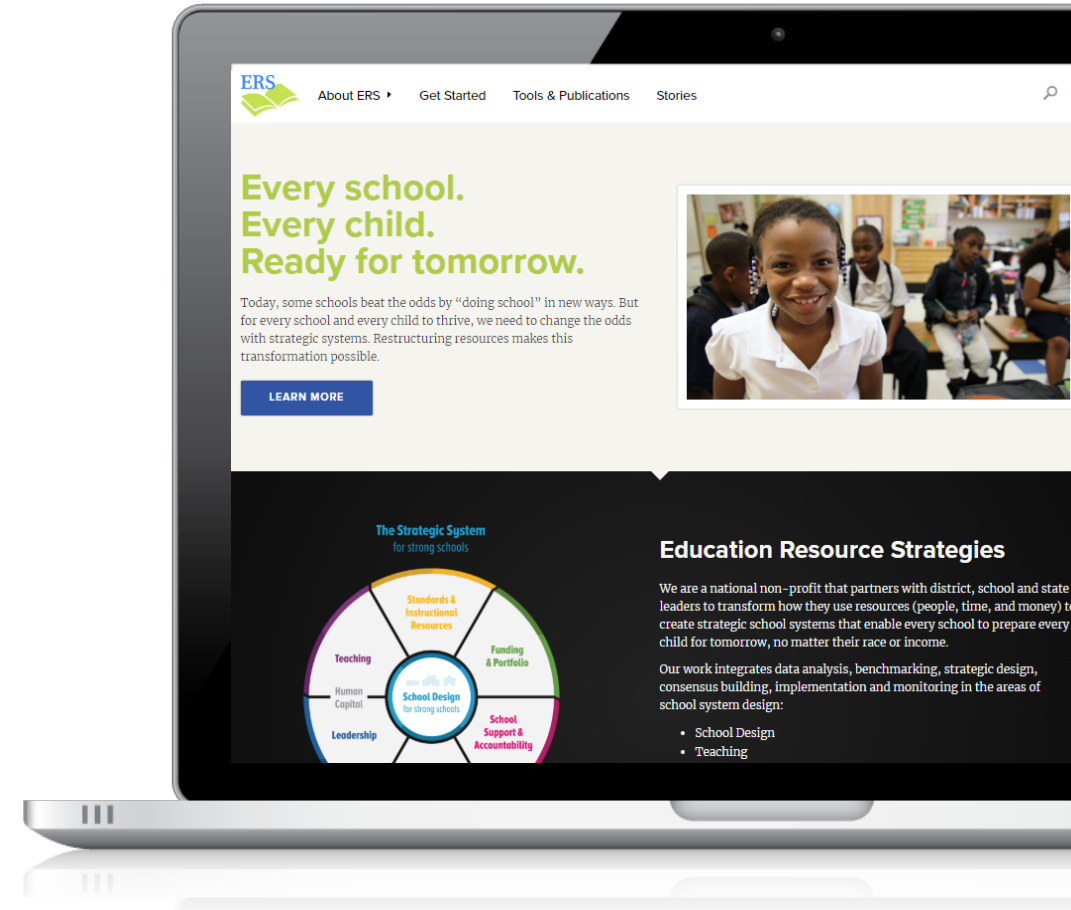 ERS
About ERS
Get Started
Tools & Publications
Stories
Every school.
Every child.
Ready for tomorrow.
Today, some schools beat the odds by “doing school” in new ways. But
for every school and every child to thrive, we need to change the odds
with strategic systems. Restructuring resources makes this
transformation possible.
LEARN MORE
The Strategic System
for strong schools
Standards &
Instructional
Resources
Funding
& Portfolio
Teaching
Human
Capital
Leadership
School Design
for strong schools
School
Support &
Accountability
Education Resource Strategies
We are a national non-profit that partners with district, school and state
leaders to transform how they use resources (people, time, and money) to
create strategic school systems that enable every school to prepare every
child for tomorrow, no matter their race or income.
Our work integrates data analysis, benchmarking, strategic design,
consensus building, implementation and monitoring in the areas of
school system design:
• School Design
• Teaching